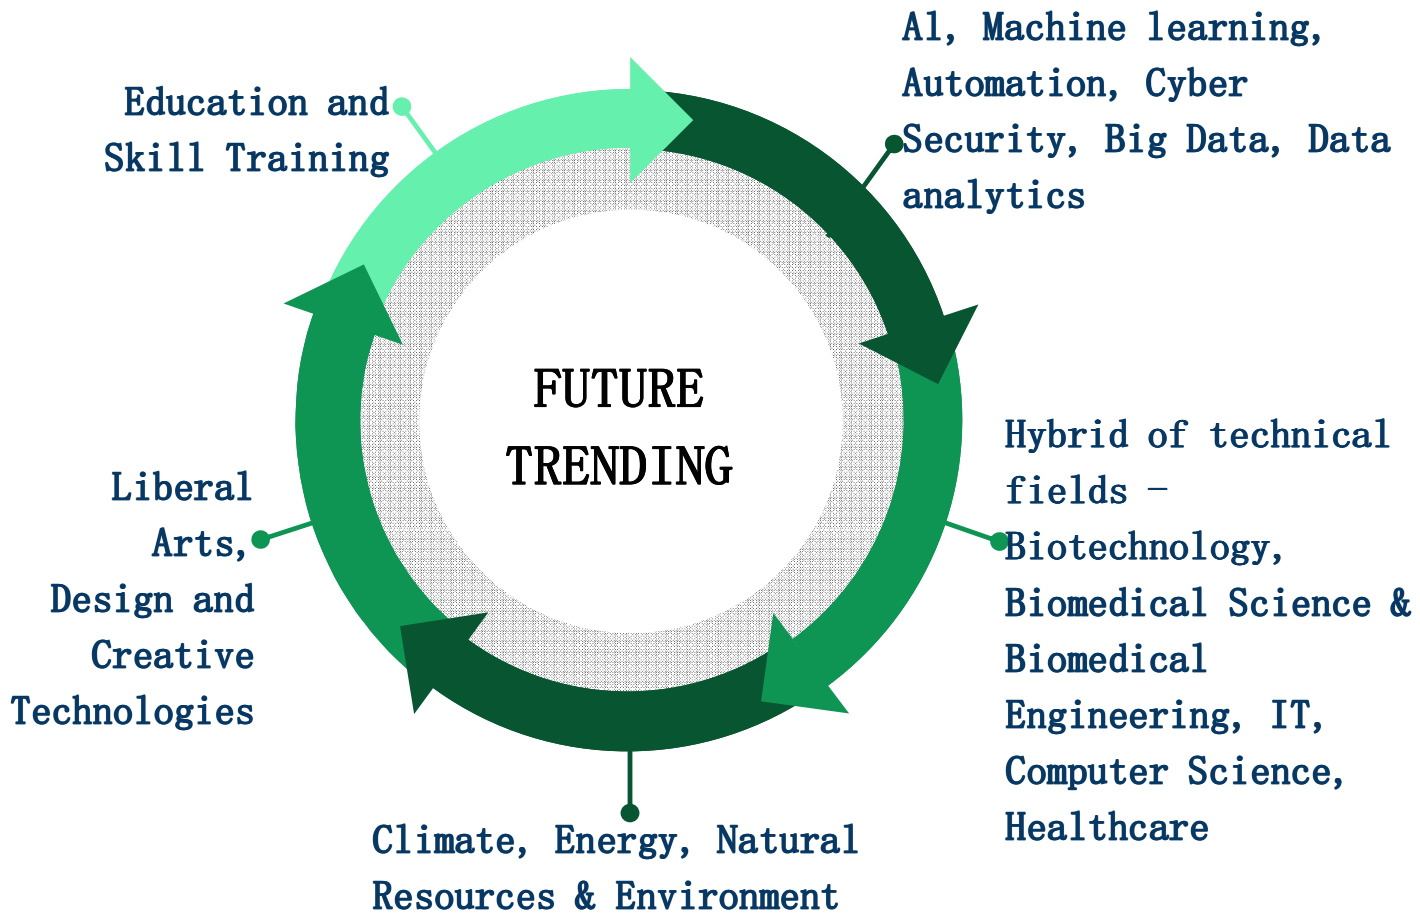 Education and
Skill Training
Al, Machine learning,
Automation, Cyber
Security, Big Data, Data
analytics
FUTURE
TRENDING
Hybrid of technical
fields –
Biotechnology,
Biomedical Science &
Biomedical
Engineering, IT,
Computer Science,
Healthcare
Liberal
Arts,
Design and
Creative
Technologies
Climate, Energy, Natural
Resources & Environment